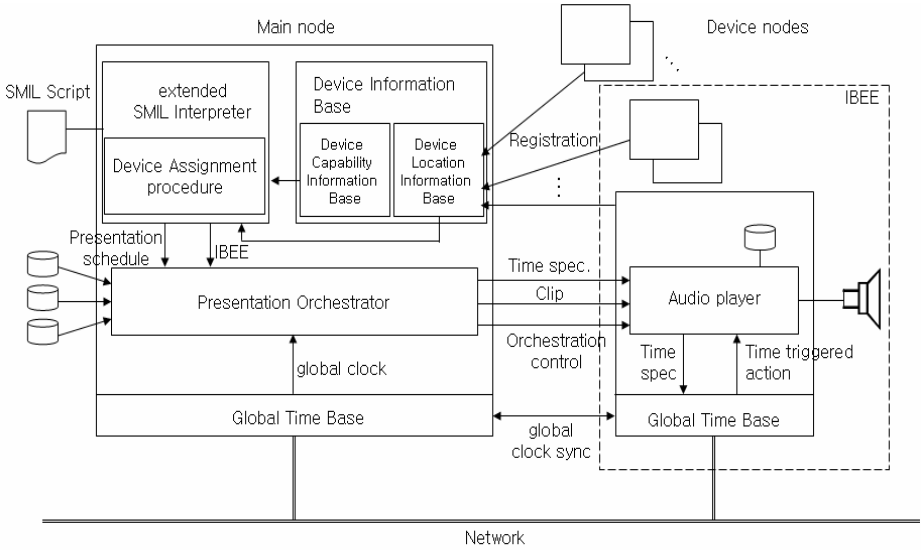 Main node
Device nodes
SMIL Script
extended
SMIL Interpreter
Device Assignment
procedure
Device Information
Base
Device
Capability
Information
Base
Device
Location
Information
Base
Registration
IBEE
Presentation
schedule
IBEE
Presentation Orchestrator
Time spec.
Clip
Orchestration
control
Audio player
Time
spec
Time triggered
action
global clock
Global Time Base
global
clock sync
Global Time Base
Network